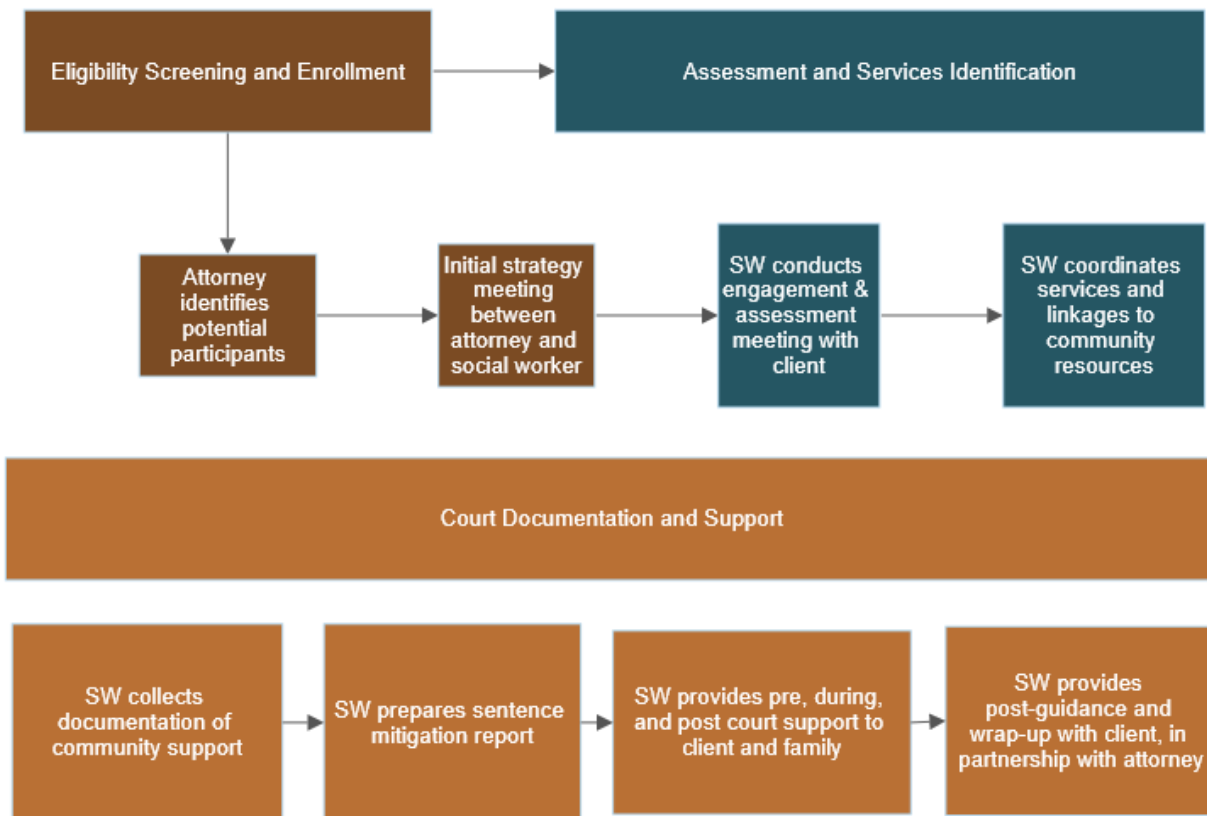 Eligibility Screening and Enrollment
Assessment and Services Identification
Attorney
identifies
potential
participants
Initial strategy
meeting
between
attorney and
social worker
SW conducts
engagement &
assessment
meeting with
client
SW coordinates
services and
linkages to
community
resources
Court Documentation and Support
SW collects
documentation of
community support
SW prepares sentence
mitigation report
SW provides pre, during,
and post court support to
client and family
SW provides
post-guidance and
wrap-up with client, in
partnership with attorney